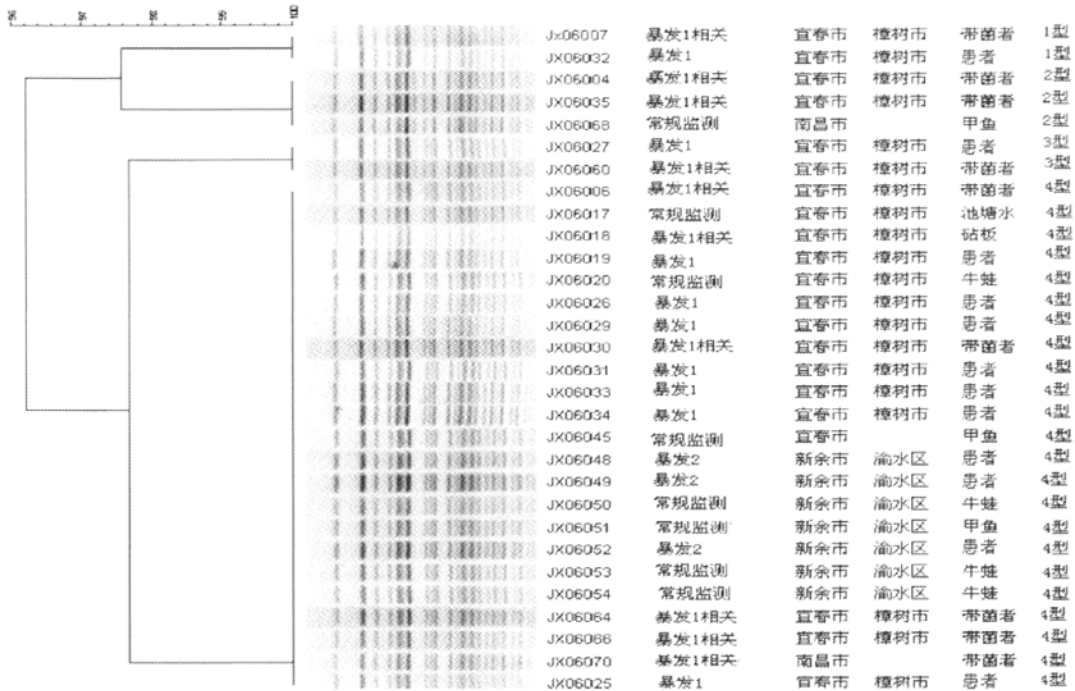 96 98 99 100
Jx06007 暴发1相关 宜春市 樟树市 带菌者 1型
JX06032 暴发1 宜春市 樟树市 患者 1型
JX06004 暴发1相关 宜春市 樟树市 带菌者 2型
JX06035 暴发1相关 宜春市 樟树市 带菌者 2型
JX06068 常规监测 南昌市 甲鱼 2型
JX06027 暴发1 宜春市 樟树市 患者 3型
JX06060 暴发1相关 宜春市 樟树市 带菌者 3型
JX06006 暴发1相关 宜春市 樟树市 带菌者 4型
JX06017 常规监测 宜春市 樟树市 池塘水 4型
JX06018 暴发1相关 宜春市 樟树市 砧板 4型
JX06019 暴发1 宜春市 樟树市 患者 4型
JX06020 常规监测 宜春市 樟树市 牛蛙 4型
JX06026 暴发1 宜春市 樟树市 患者 4型
JX06029 暴发1 宜春市 樟树市 患者 4型
JX06030 暴发1相关 宜春市 樟树市 带菌者 4型
JX06031 暴发1 宜春市 樟树市 患者 4型
JX06033 暴发1 宜春市 樟树市 患者 4型
JX06034 暴发1 宜春市 樟树市 患者 4型
JX06045 常规监测 宜春市 甲鱼 4型
JX06048 暴发2 新余市 渝水区 患者 4型
JX06049 暴发2 新余市 渝水区 患者 4型
JX06050 常规监测 新余市 渝水区 牛蛙 4型
JX06051 常规监测 新余市 渝水区 甲鱼 4型
JX06052 暴发2 新余市 渝水区 患者 4型
JX06053 常规监测 新余市 渝水区 牛蛙 4型
JX06054 常规监测 新余市 渝水区 牛蛙 4型
JX06064 暴发1相关 宜春市 樟树市 带菌者 4型
JX06066 暴发1相关 宜春市 樟树市 带菌者 4型
JX06070 暴发1相关 南昌市 带菌者 4型
JX06025 暴发1 宜春市 樟树市 患者 4型